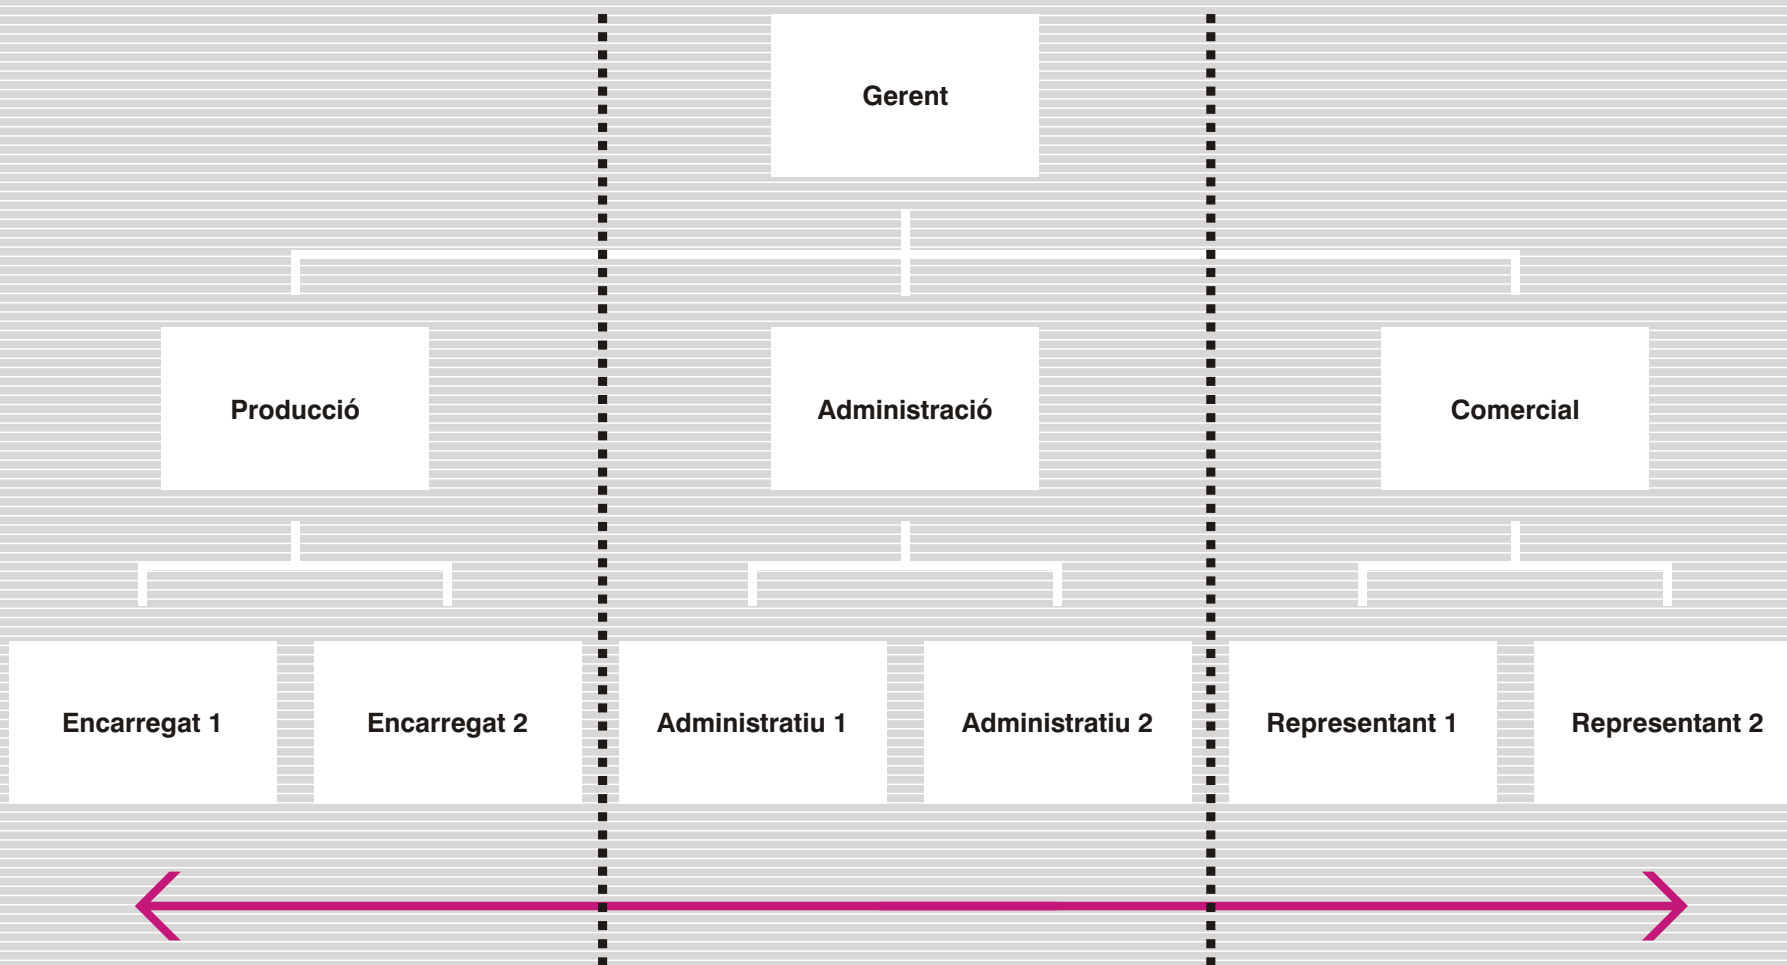 Gerent
Producció
Administració
Comercial
Encarregat 1
Encarregat 2
Administratiu 1
Administratiu 2
Representant 1
Representant 2